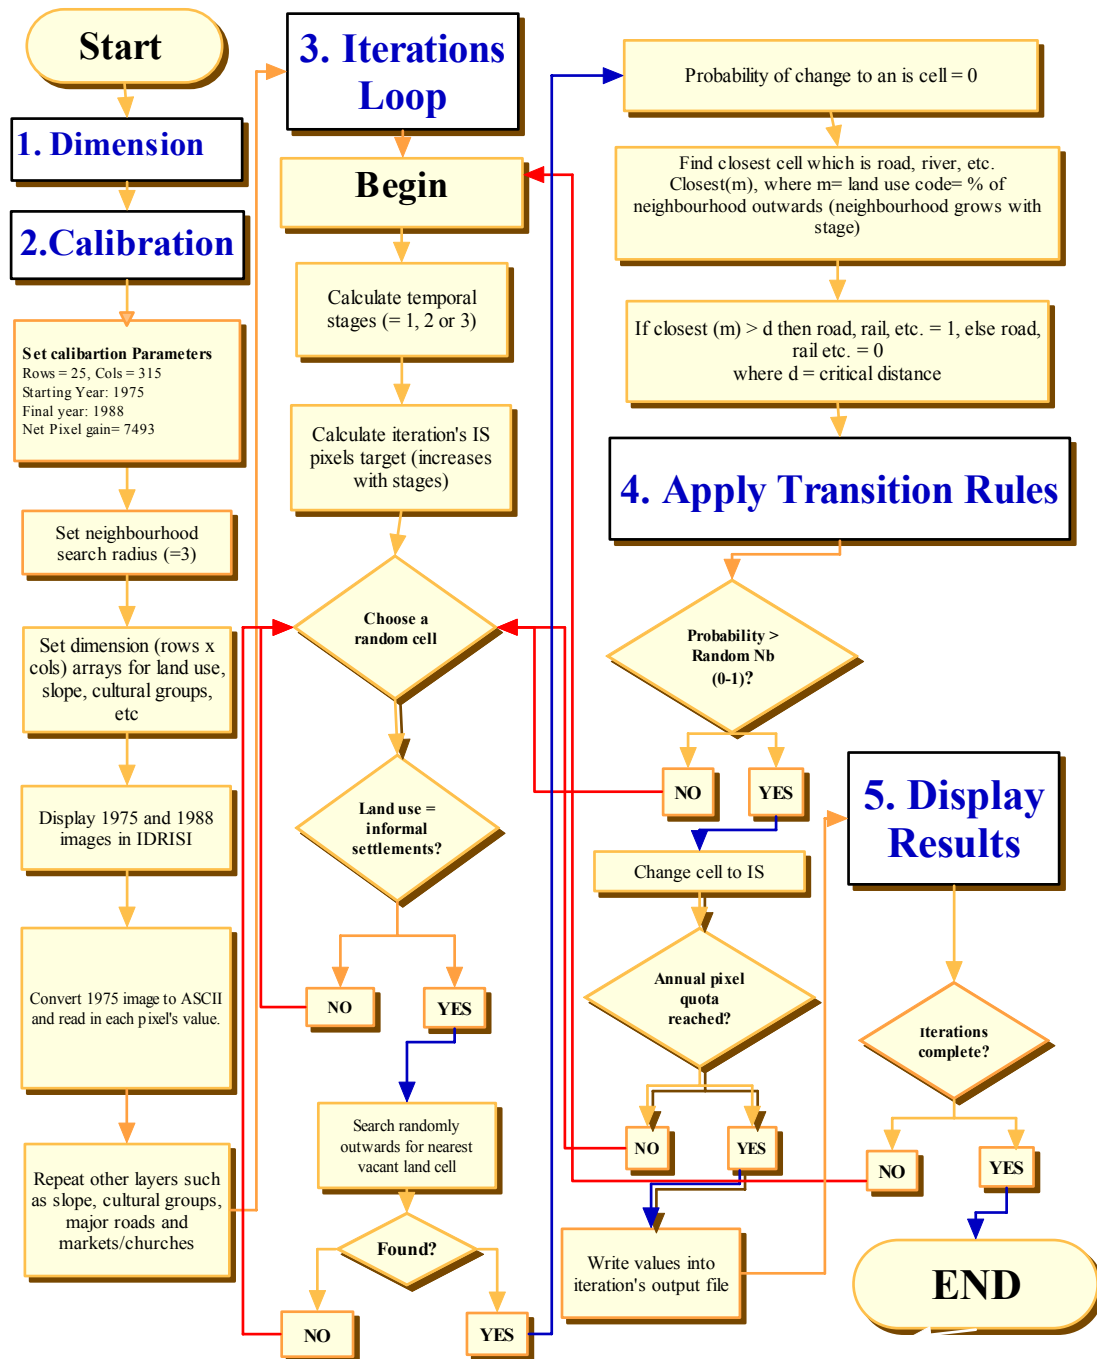 Start
1. Dimension
2.Calibration
Set calibartion Parameters
Rows = 25, Cols = 315
Starting Year: 1975
Final year: 1988
Net Pixel gain= 7493
Set neighbourhood
search radius (=3)
Set dimension (rows x
cols) arrays for land use,
slope, cultural groups,
etc
Display 1975 and 1988
images in IDRISI
Convert 1975 image to ASCII
and read in each pixel's value.
Repeat other layers such
as slope, cultural groups,
major roads and
markets/churches
3. Iterations
Loop
Begin
Calculate temporal
stages (= 1, 2 or 3)
Calculate iteration's IS
pixels target (increases
with stages)
Choose a
random cell
Land use =
informal
settlements?
NO
YES
Search randomly
outwards for nearest
vacant land cell
Found?
NO
YES
Probability of change to an is cell = 0
Find closest cell which is road, river, etc.
Closest(m), where m= land use code= % of
neighbourhood outwards (neighbourhood grows with
stage)
If closest (m) > d then road, rail, etc. = 1, else road,
rail etc. = 0
where d = critical distance
4. Apply Transition Rules
Probability >
Random Nb
(0-1)?
NO
YES
Change cell to IS
Annual pixel
quota
reached?
NO
YES
Write values into
iteration's output file
5. Display
Results
Iterations
complete?
NO
YES
END